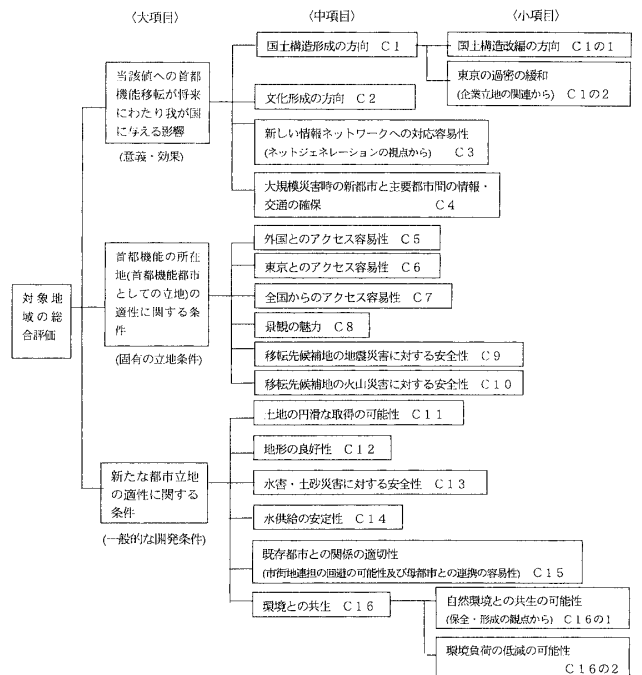 〈大項目〉
〈中項目〉
〈小項目〉
対象地域の総合評価
当該値への首都機能移転が将来にわたり我が国に与える影響
(意義・効果)
国土構造形成の方向 C1
国土構造改編の方向 C1の1
東京の過密の緩和
(企業立地の関連から) C1の2
文化形成の方向 C2
新しい情報ネットワークへの対応容易性
(ネットジェネレーションの視点から) C3
大規模災害時の新都市と主要都市間の情報・
交通の確保 C4
首都機能の所在
地(首都機能都市
としての立地)の
適性に関する条
件
(固有の立地条件)
外国とのアクセス容易性 C5
東京とのアクセス容易性 C6
全国からのアクセス容易性 C7
景観の魅力 C8
移転先候補地の地震災害に対する安全性 C9
移転先候補地の火山災害に対する安全性 C10
新たな都市立地
の適性に関する
条件
(一般的な開発条件)
土地の円滑な取得の可能性 C11
地形の良好性 C12
水害・土砂災害に対する安全性 C13
水供給の安定性 C14
既存都市との関係の適切性
(市街地連担の回避の可能性及び母都市との連携の容易性) C15
環境との共生 C16
自然環境との共生の可能性
(保全・形成の観点から) C16の1
環境負荷の低減の可能性
C16の2